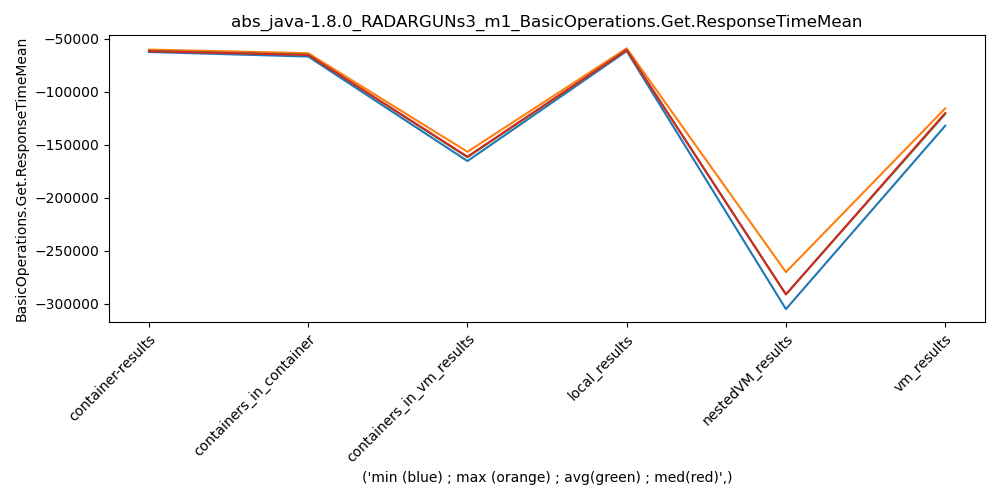 abs_java-1.8.0_RADARGUNs3_m1_BasicOperations.Get.ResponseTimeMean
BasicOperations.Get.ResponseTimeMean
−50000
−100000
−150000
−200000
−250000
−300000
container-results
containers_in_container
containers_in_vm_results
local_results
nestedVM_results
vm_results
('min (blue) ; max (orange) ; avg(green) ; med(red)',)